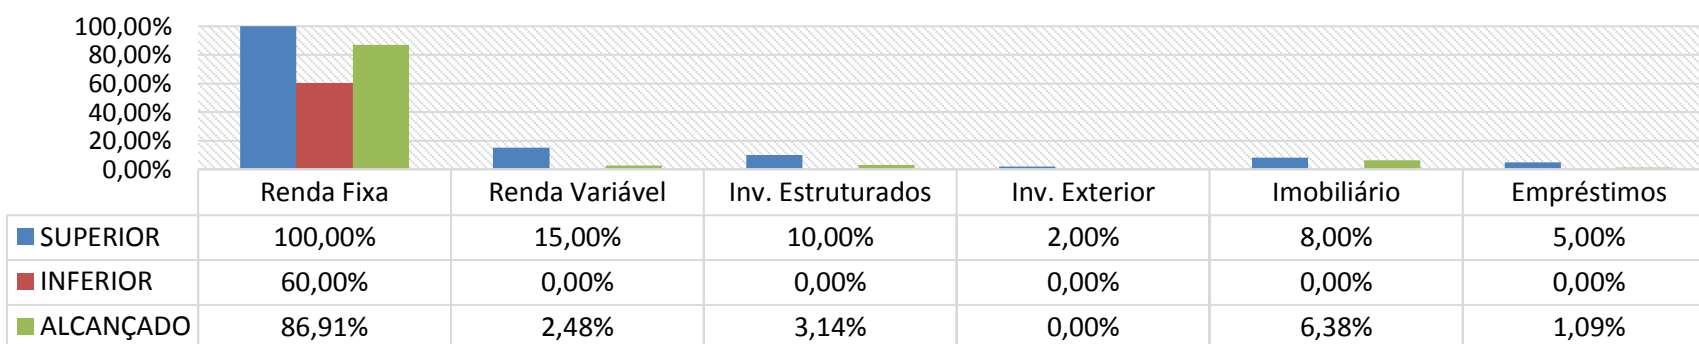 100,00%
80,00%
60,00%
40,00%
20,00%
0,00%
Renda Fixa Renda Variável Inv. Estruturados Inv. Exterior Imobiliário Empréstimos
SUPERIOR 100,00% 15,00% 10,00% 2,00% 8,00% 5,00%
INFERIOR 60,00% 0,00% 0,00% 0,00% 0,00% 0,00%
ALCANÇADO 86,91% 2,48% 3,14% 0,00% 6,38% 1,09%